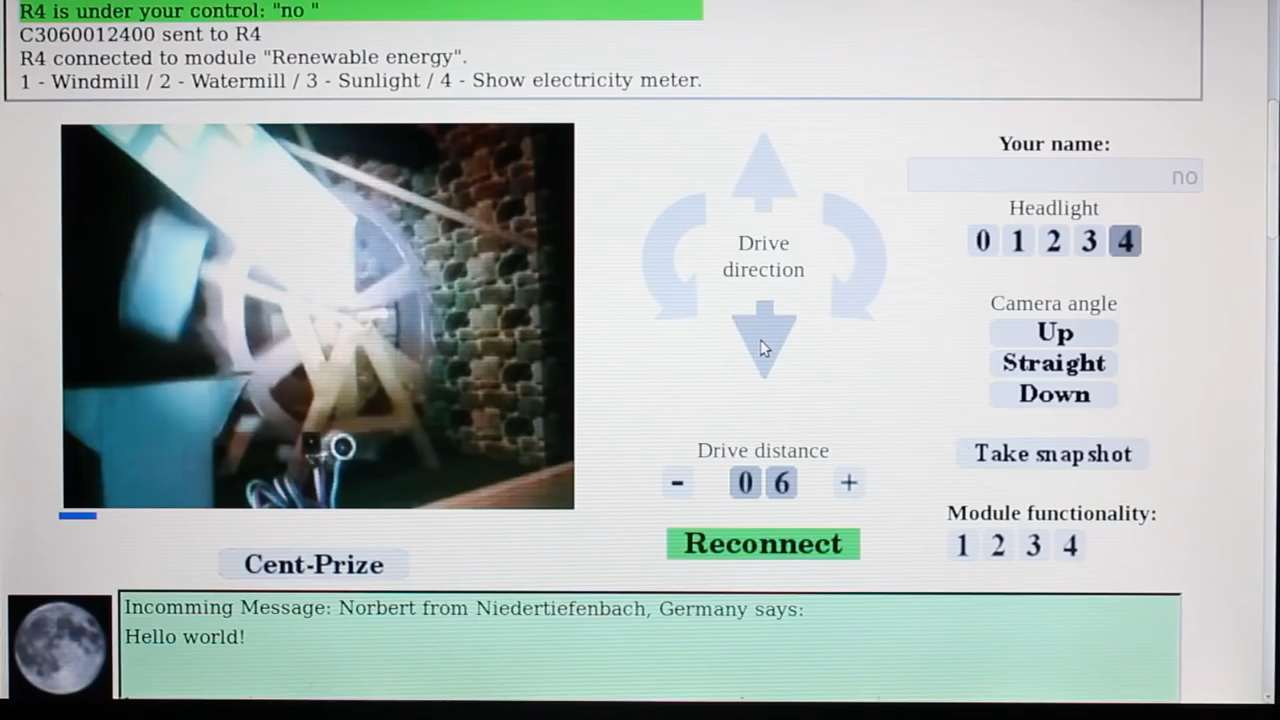 R4 is under your control: "no "
C3060012400 sent to R4
R4 connected to module "Renewable energy".
1 - Windmill / 2 - Watermill / 3 - Sunlight / 4 - Show electricity meter.
Your name:
no
Headlight
0 1 2 3 4
Drive
direction
Camera angle
Up
Straight
Down
Drive distance
- 0 6 +
Take snapshot
Reconnect
Module functionality:
1 2 3 4
Cent-Prize
Incomming Message: Norbert from Niedertiefenbach, Germany says:
Hello world!